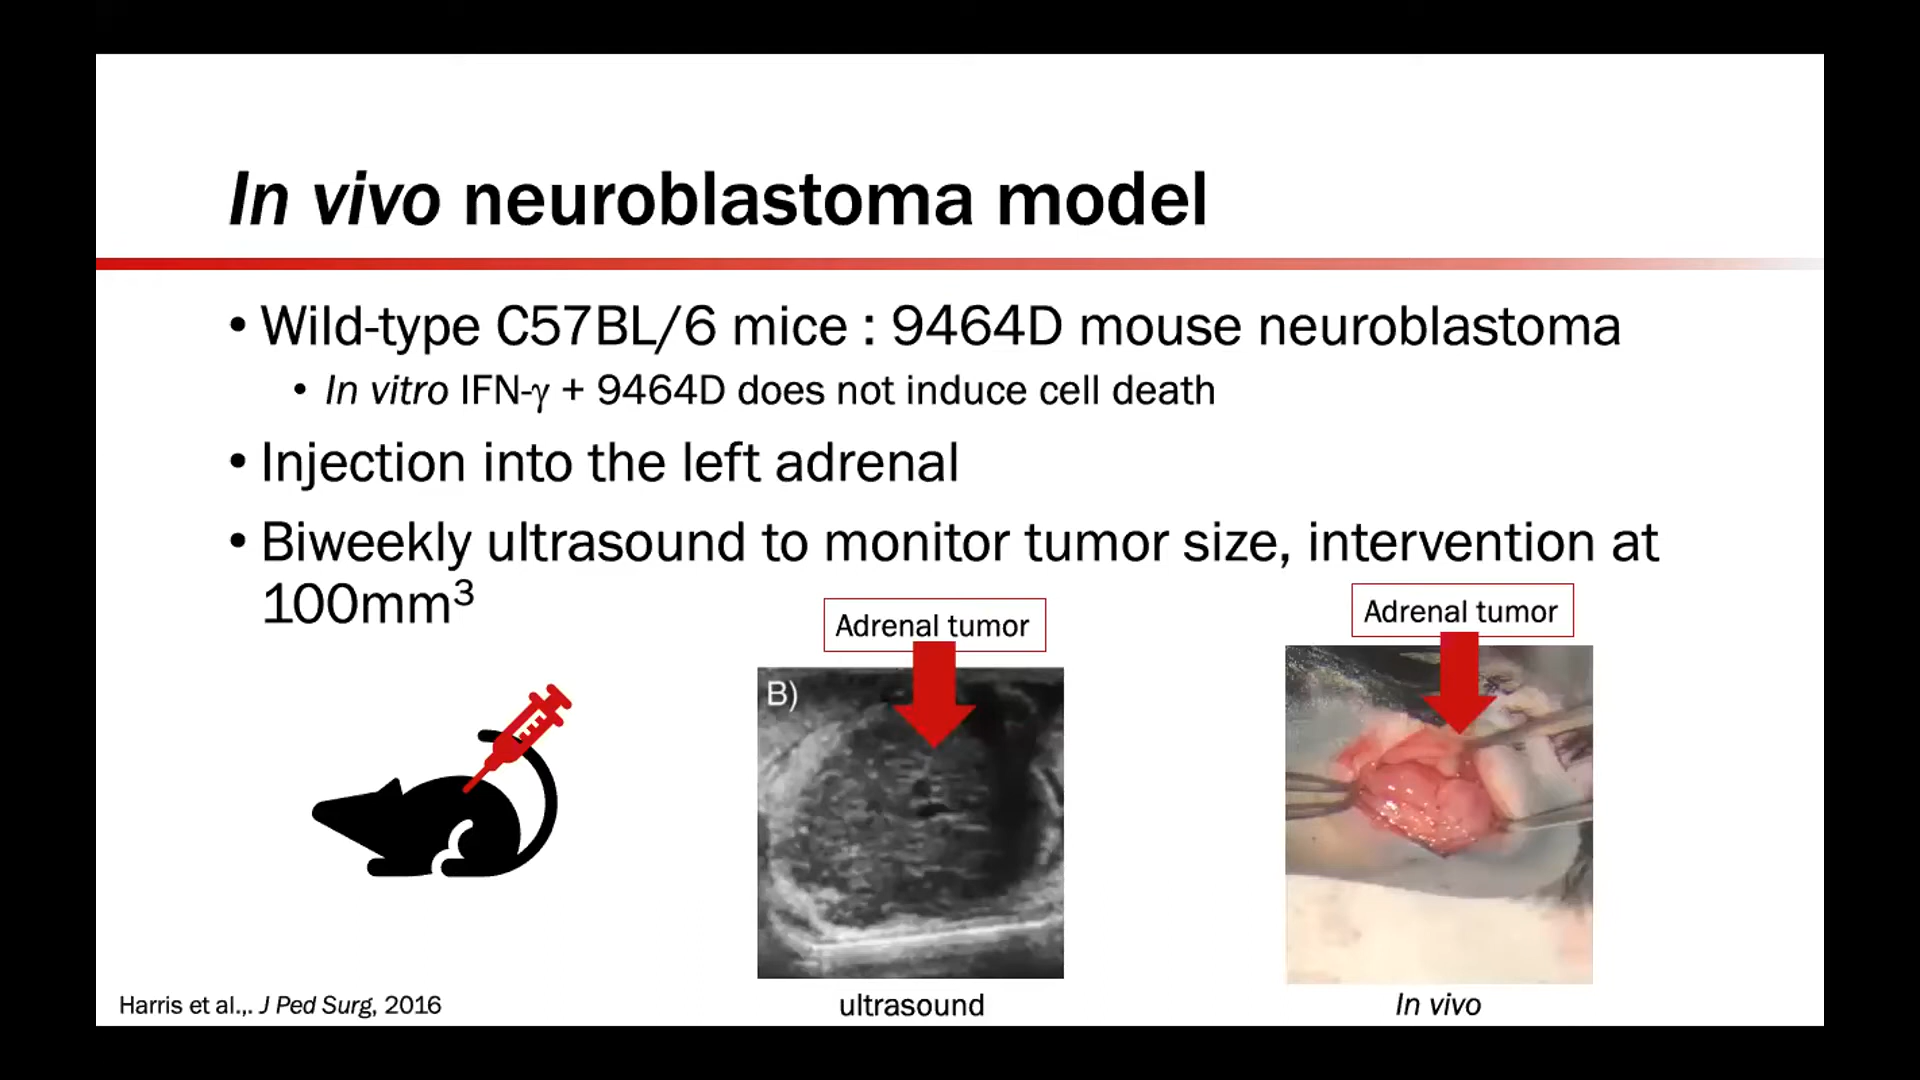 In vivo neuroblastoma model
• Wild-type C57BL/6 mice : 9464D mouse neuroblastoma
• In vitro IFN-γ + 9464D does not induce cell death
• Injection into the left adrenal
• Biweekly ultrasound to monitor tumor size, intervention at
100mm³
Adrenal tumor
Adrenal tumor
B)
ultrasound
In vivo
Harris et al.,. J Ped Surg, 2016